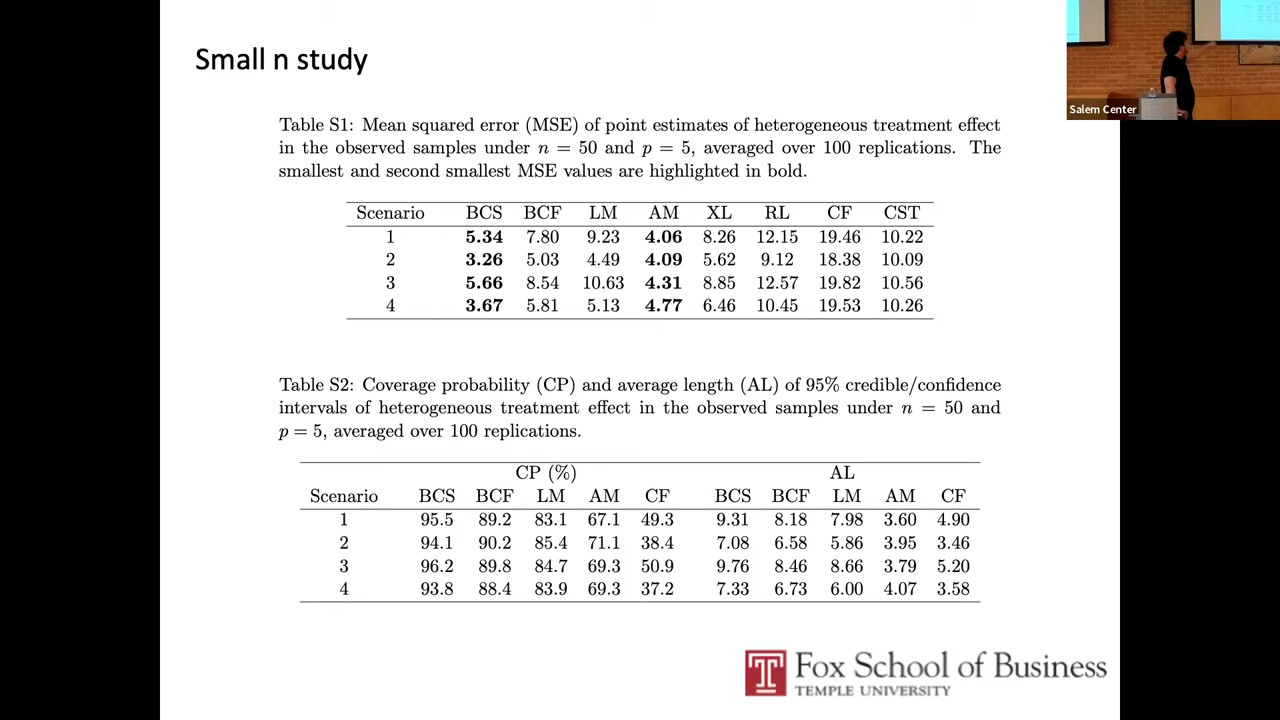 Small n study
Salem Center
Table S1: Mean squared error (MSE) of point estimates of heterogeneous treatment effect
in the observed samples under n = 50 and p = 5, averaged over 100 replications. The
smallest and second smallest MSE values are highlighted in bold.
Scenario BCS BCF LM AM XL RL CF CST
1 5.34 7.80 9.23 4.06 8.26 12.15 19.46 10.22
2 3.26 5.03 4.49 4.09 5.62 9.12 18.38 10.09
3 5.66 8.54 10.63 4.31 8.85 12.57 19.82 10.56
4 3.67 5.81 5.13 4.77 6.46 10.45 19.53 10.26
Table S2: Coverage probability (CP) and average length (AL) of 95% credible/confidence
intervals of heterogeneous treatment effect in the observed samples under n = 50 and
p = 5, averaged over 100 replications.
CP (%) AL
Scenario BCS BCF LM AM CF BCS BCF LM AM CF
1 95.5 89.2 83.1 67.1 49.3 9.31 8.18 7.98 3.60 4.90
2 94.1 90.2 85.4 71.1 38.4 7.08 6.58 5.86 3.95 3.46
3 96.2 89.8 84.7 69.3 50.9 9.76 8.46 8.66 3.79 5.20
4 93.8 88.4 83.9 69.3 37.2 7.33 6.73 6.00 4.07 3.58
Fox School of Business
TEMPLE UNIVERSITY